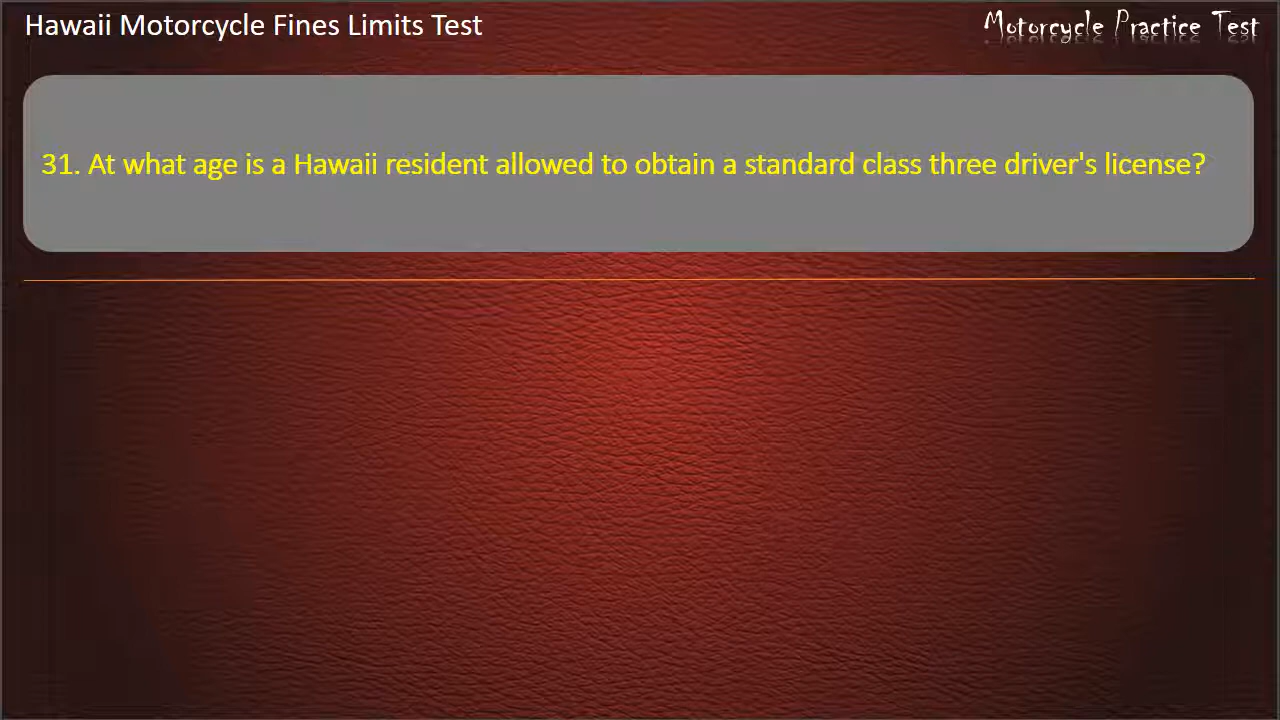 Hawaii Motorcycle Fines Limits Test
Motorcycle Practice Test
31. At what age is a Hawaii resident allowed to obtain a standard class three driver's license?